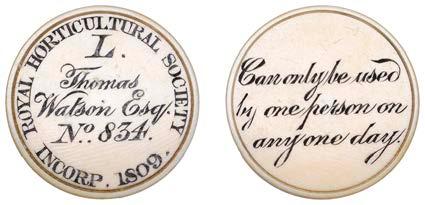 ROYAL HORTICULTURAL SOCIETY
INCORP. 1809.
L.
Thomas
Watson Esq.
No. 834.
Can only be used
by one person on
any one day.